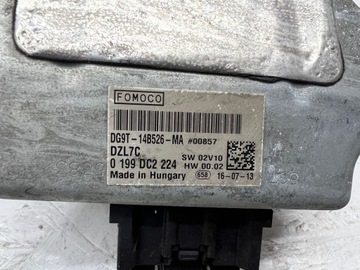 FOMOCO
DG9T-14B526-MA #00857
DZL7C SW 02V10
0 199 DC2 224 HW 00.02
Made in Hungary 658 16-07-13